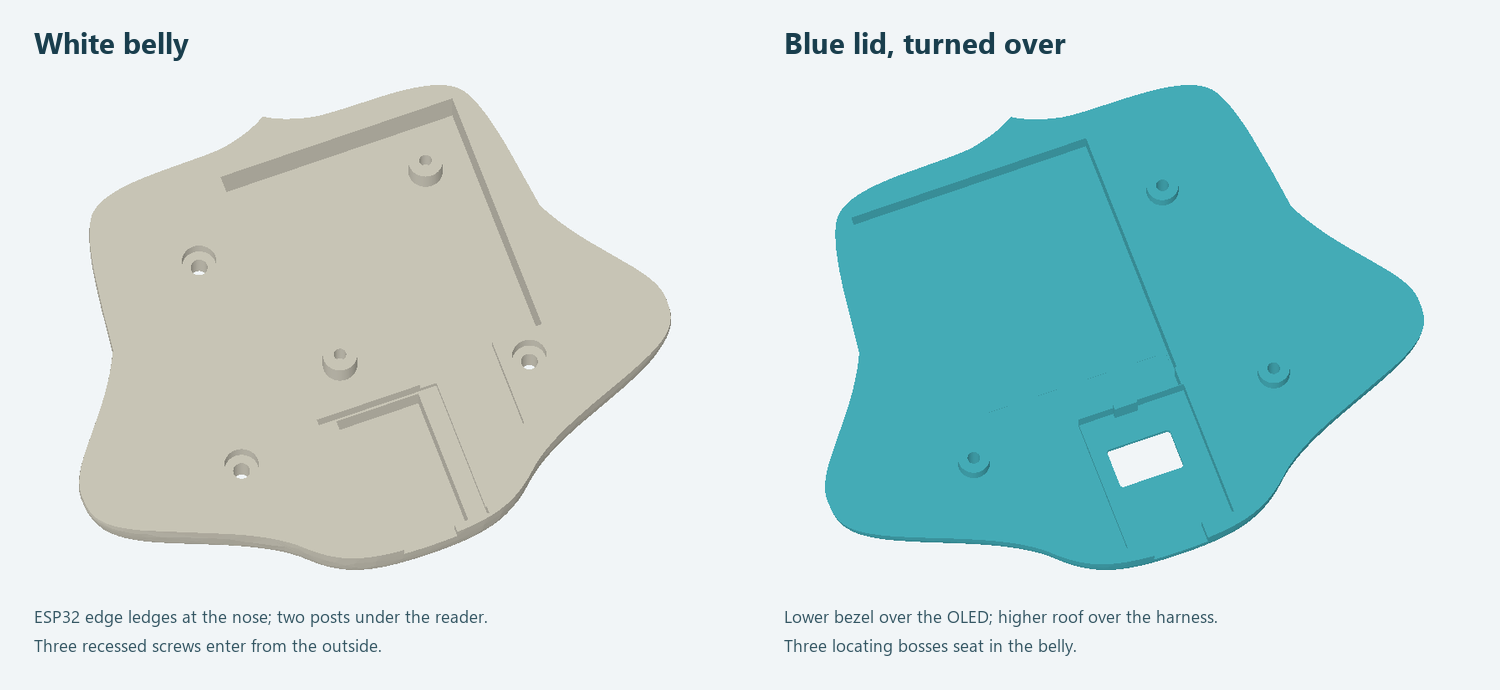 White belly
Blue lid, turned over
ESP32 edge ledges at the nose; two posts under the reader.
Three recessed screws enter from the outside.
Lower bezel over the OLED; higher roof over the harness.
Three locating bosses seat in the belly.